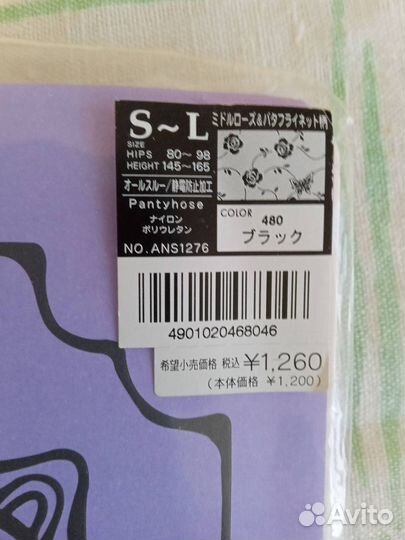 S~L
SIZE
HIPS 80~98
HEIGHT 145~165
オールスルー/静電防止加工
Pantyhose
ナイロン
ポリウレタン
NO.ANS1276
ミドルローズ&バタフライネット柄
COLOR 480
ブラック
4901020468046
希望小売価格 税込 ¥1,260
(本体価格 ¥1,200)
Avito